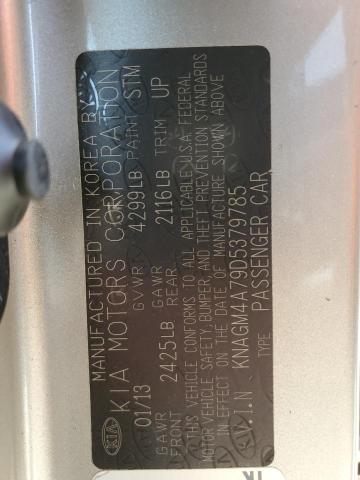 MANUFACTURED IN KOREA BY
KIA KIA MOTORS CORPORATION
01/13 GVWR 4299LB PAINT STM
GAWR FRONT 2425LB GAWR REAR 2116LB TRIM UP
THIS VEHICLE CONFORMS TO ALL APPLICABLE U.S.A. FEDERAL
MOTOR VEHICLE SAFETY, BUMPER, AND THEFT PREVENTION STANDARDS
IN EFFECT ON THE DATE OF MANUFACTURE SHOWN ABOVE
V.I.N KNAGM4A79D5379785
TYPE PASSENGER CAR